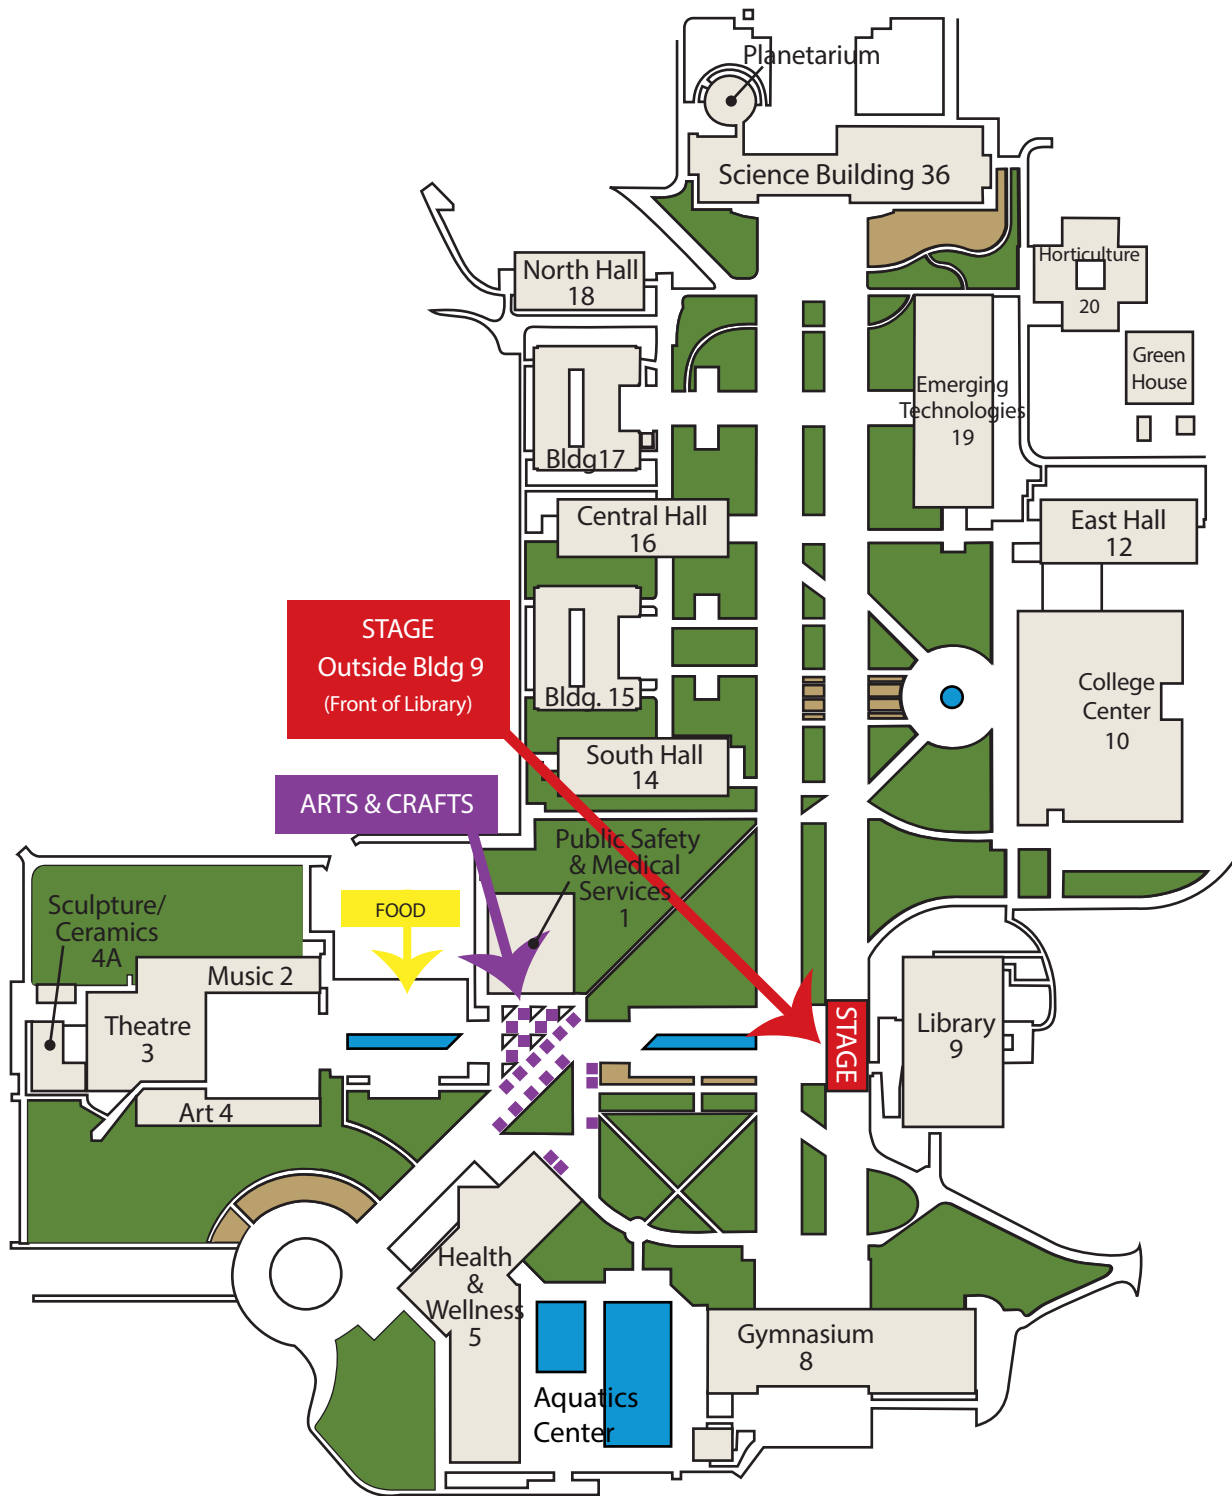 Planetarium
Science Building 36
North Hall
18
Horticulture
20
Green
House
Emerging
Technologies
19
Bldg17
Central Hall
16
East Hall
12
STAGE
Outside Bldg 9
(Front of Library)
Bldg. 15
College
Center
10
South Hall
14
ARTS & CRAFTS
Public Safety
& Medical
Services
1
FOOD
Sculpture/
Ceramics
4A
Music 2
Theatre
3
STAGE
Library
9
Art 4
Health
&
Wellness
5
Gymnasium
8
Aquatics
Center